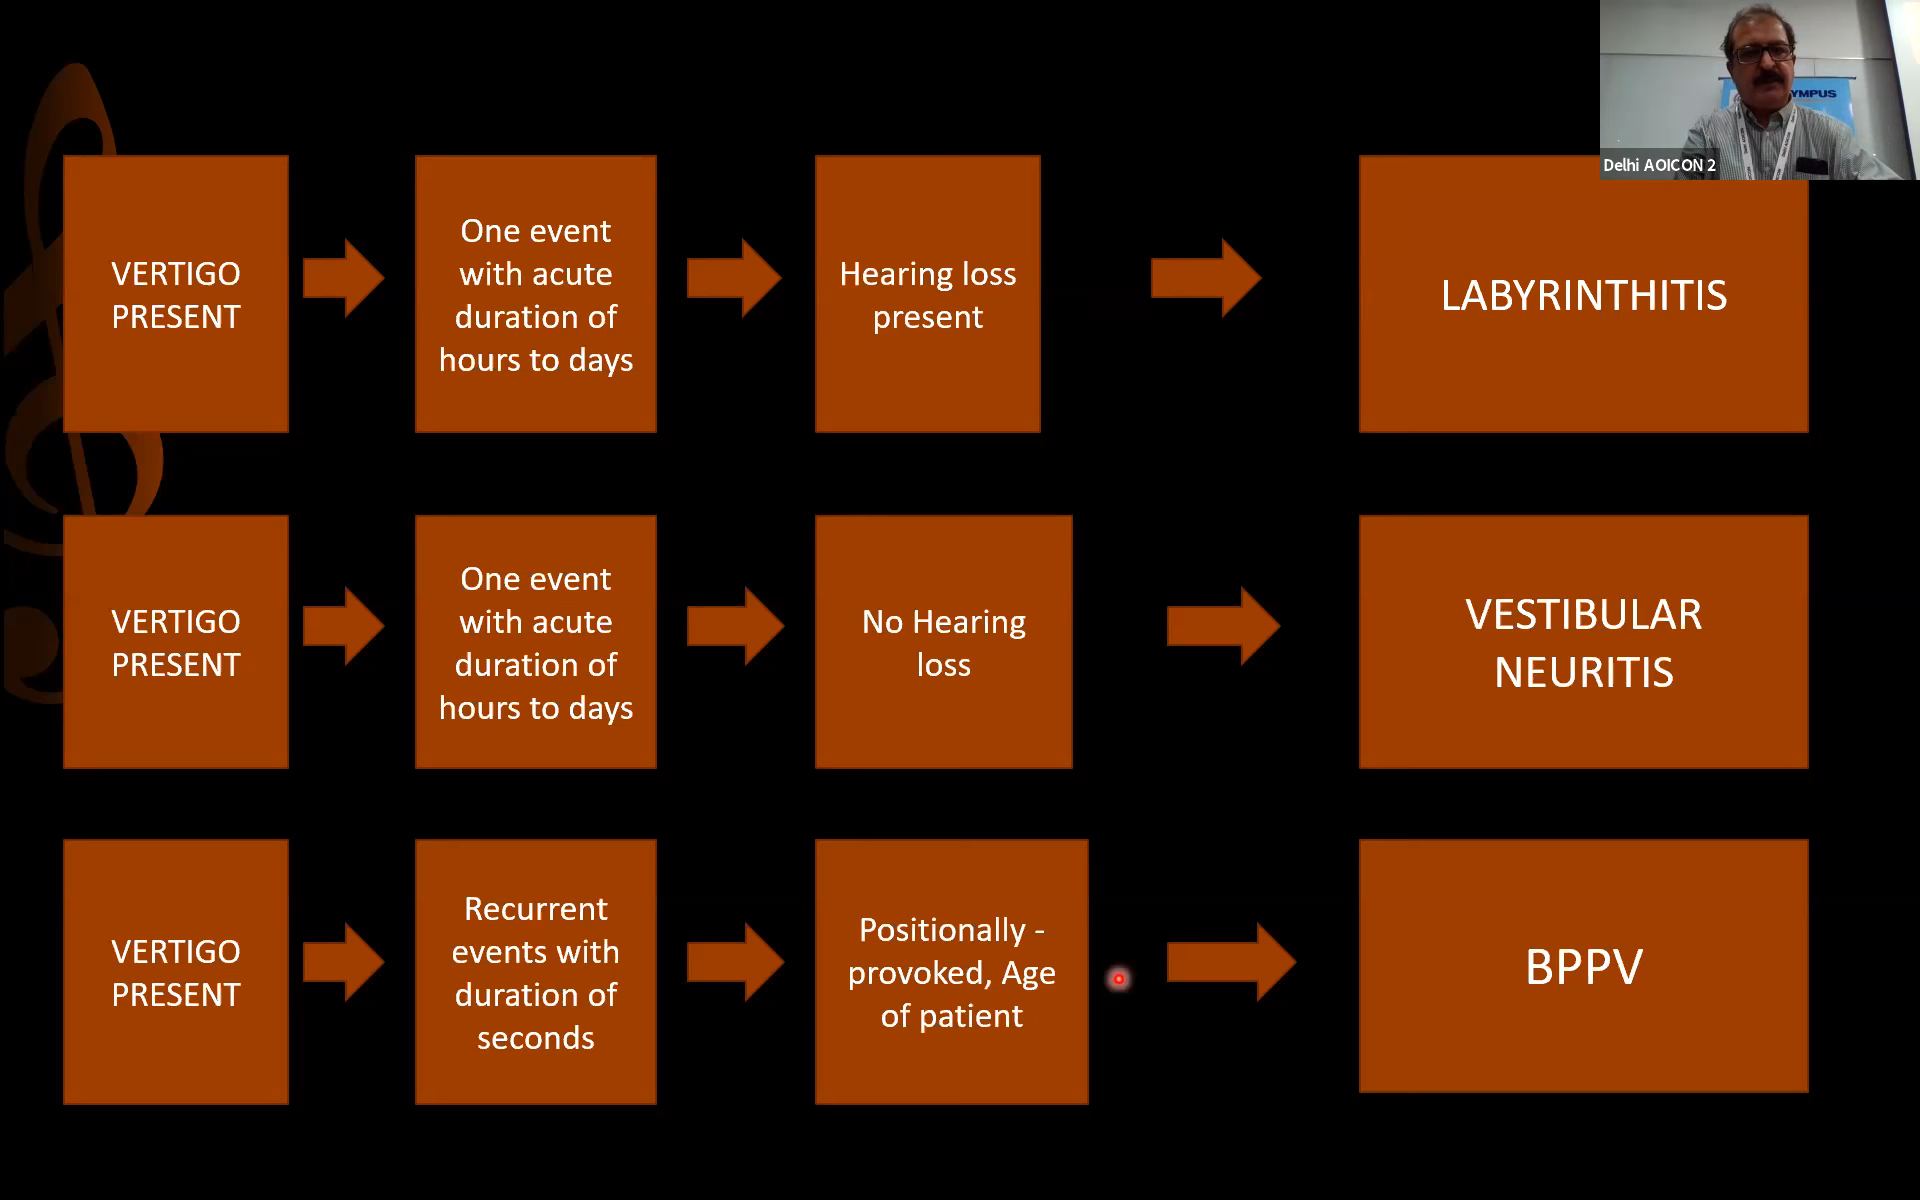 YMPUS
Delhi AOICON 2
VERTIGO
PRESENT
One event
with acute
duration of
hours to days
Hearing loss
present
LABYRINTHITIS
VERTIGO
PRESENT
One event
with acute
duration of
hours to days
No Hearing
loss
VESTIBULAR
NEURITIS
VERTIGO
PRESENT
Recurrent
events with
duration of
seconds
Positionally -
provoked, Age
of patient
BPPV